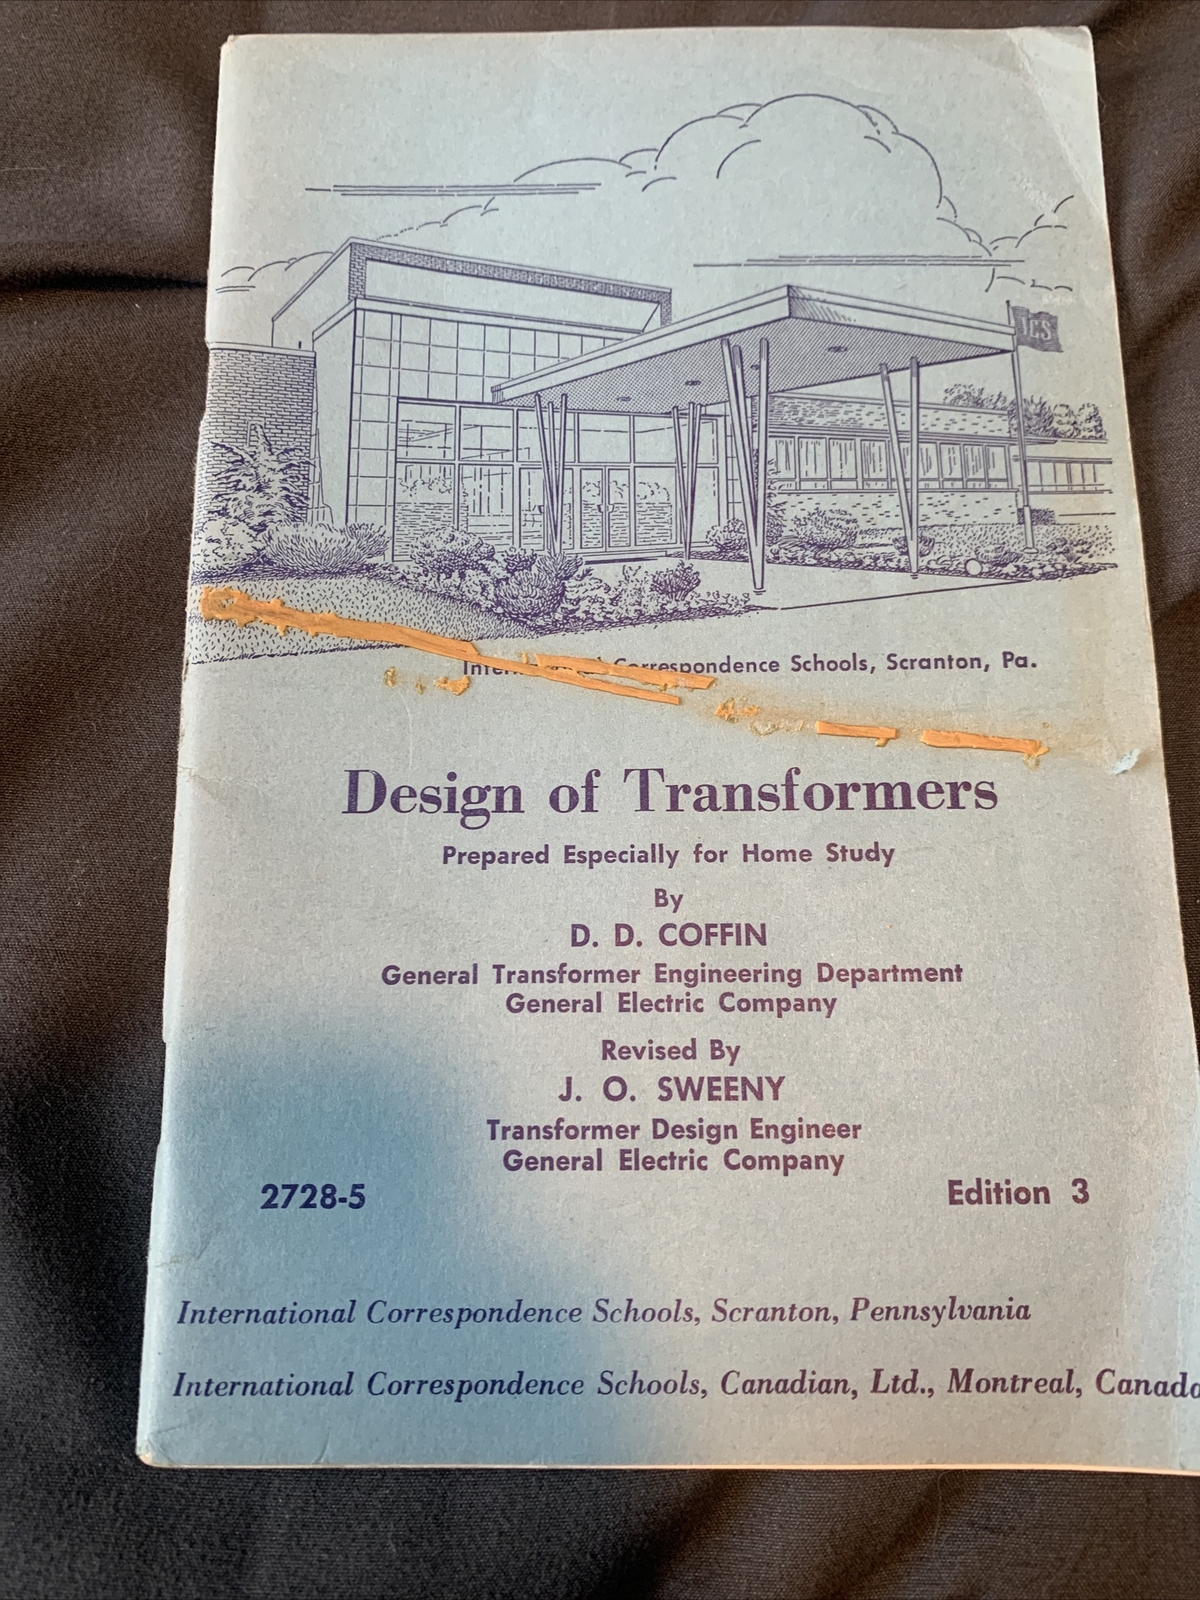 ICS
International Correspondence Schools, Scranton, Pa.
Design of Transformers
Prepared Especially for Home Study
By
D. D. COFFIN
General Transformer Engineering Department
General Electric Company
Revised By
J. O. SWEENY
Transformer Design Engineer
General Electric Company
2728-5
Edition 3
International Correspondence Schools, Scranton, Pennsylvania
International Correspondence Schools, Canadian, Ltd., Montreal, Canada